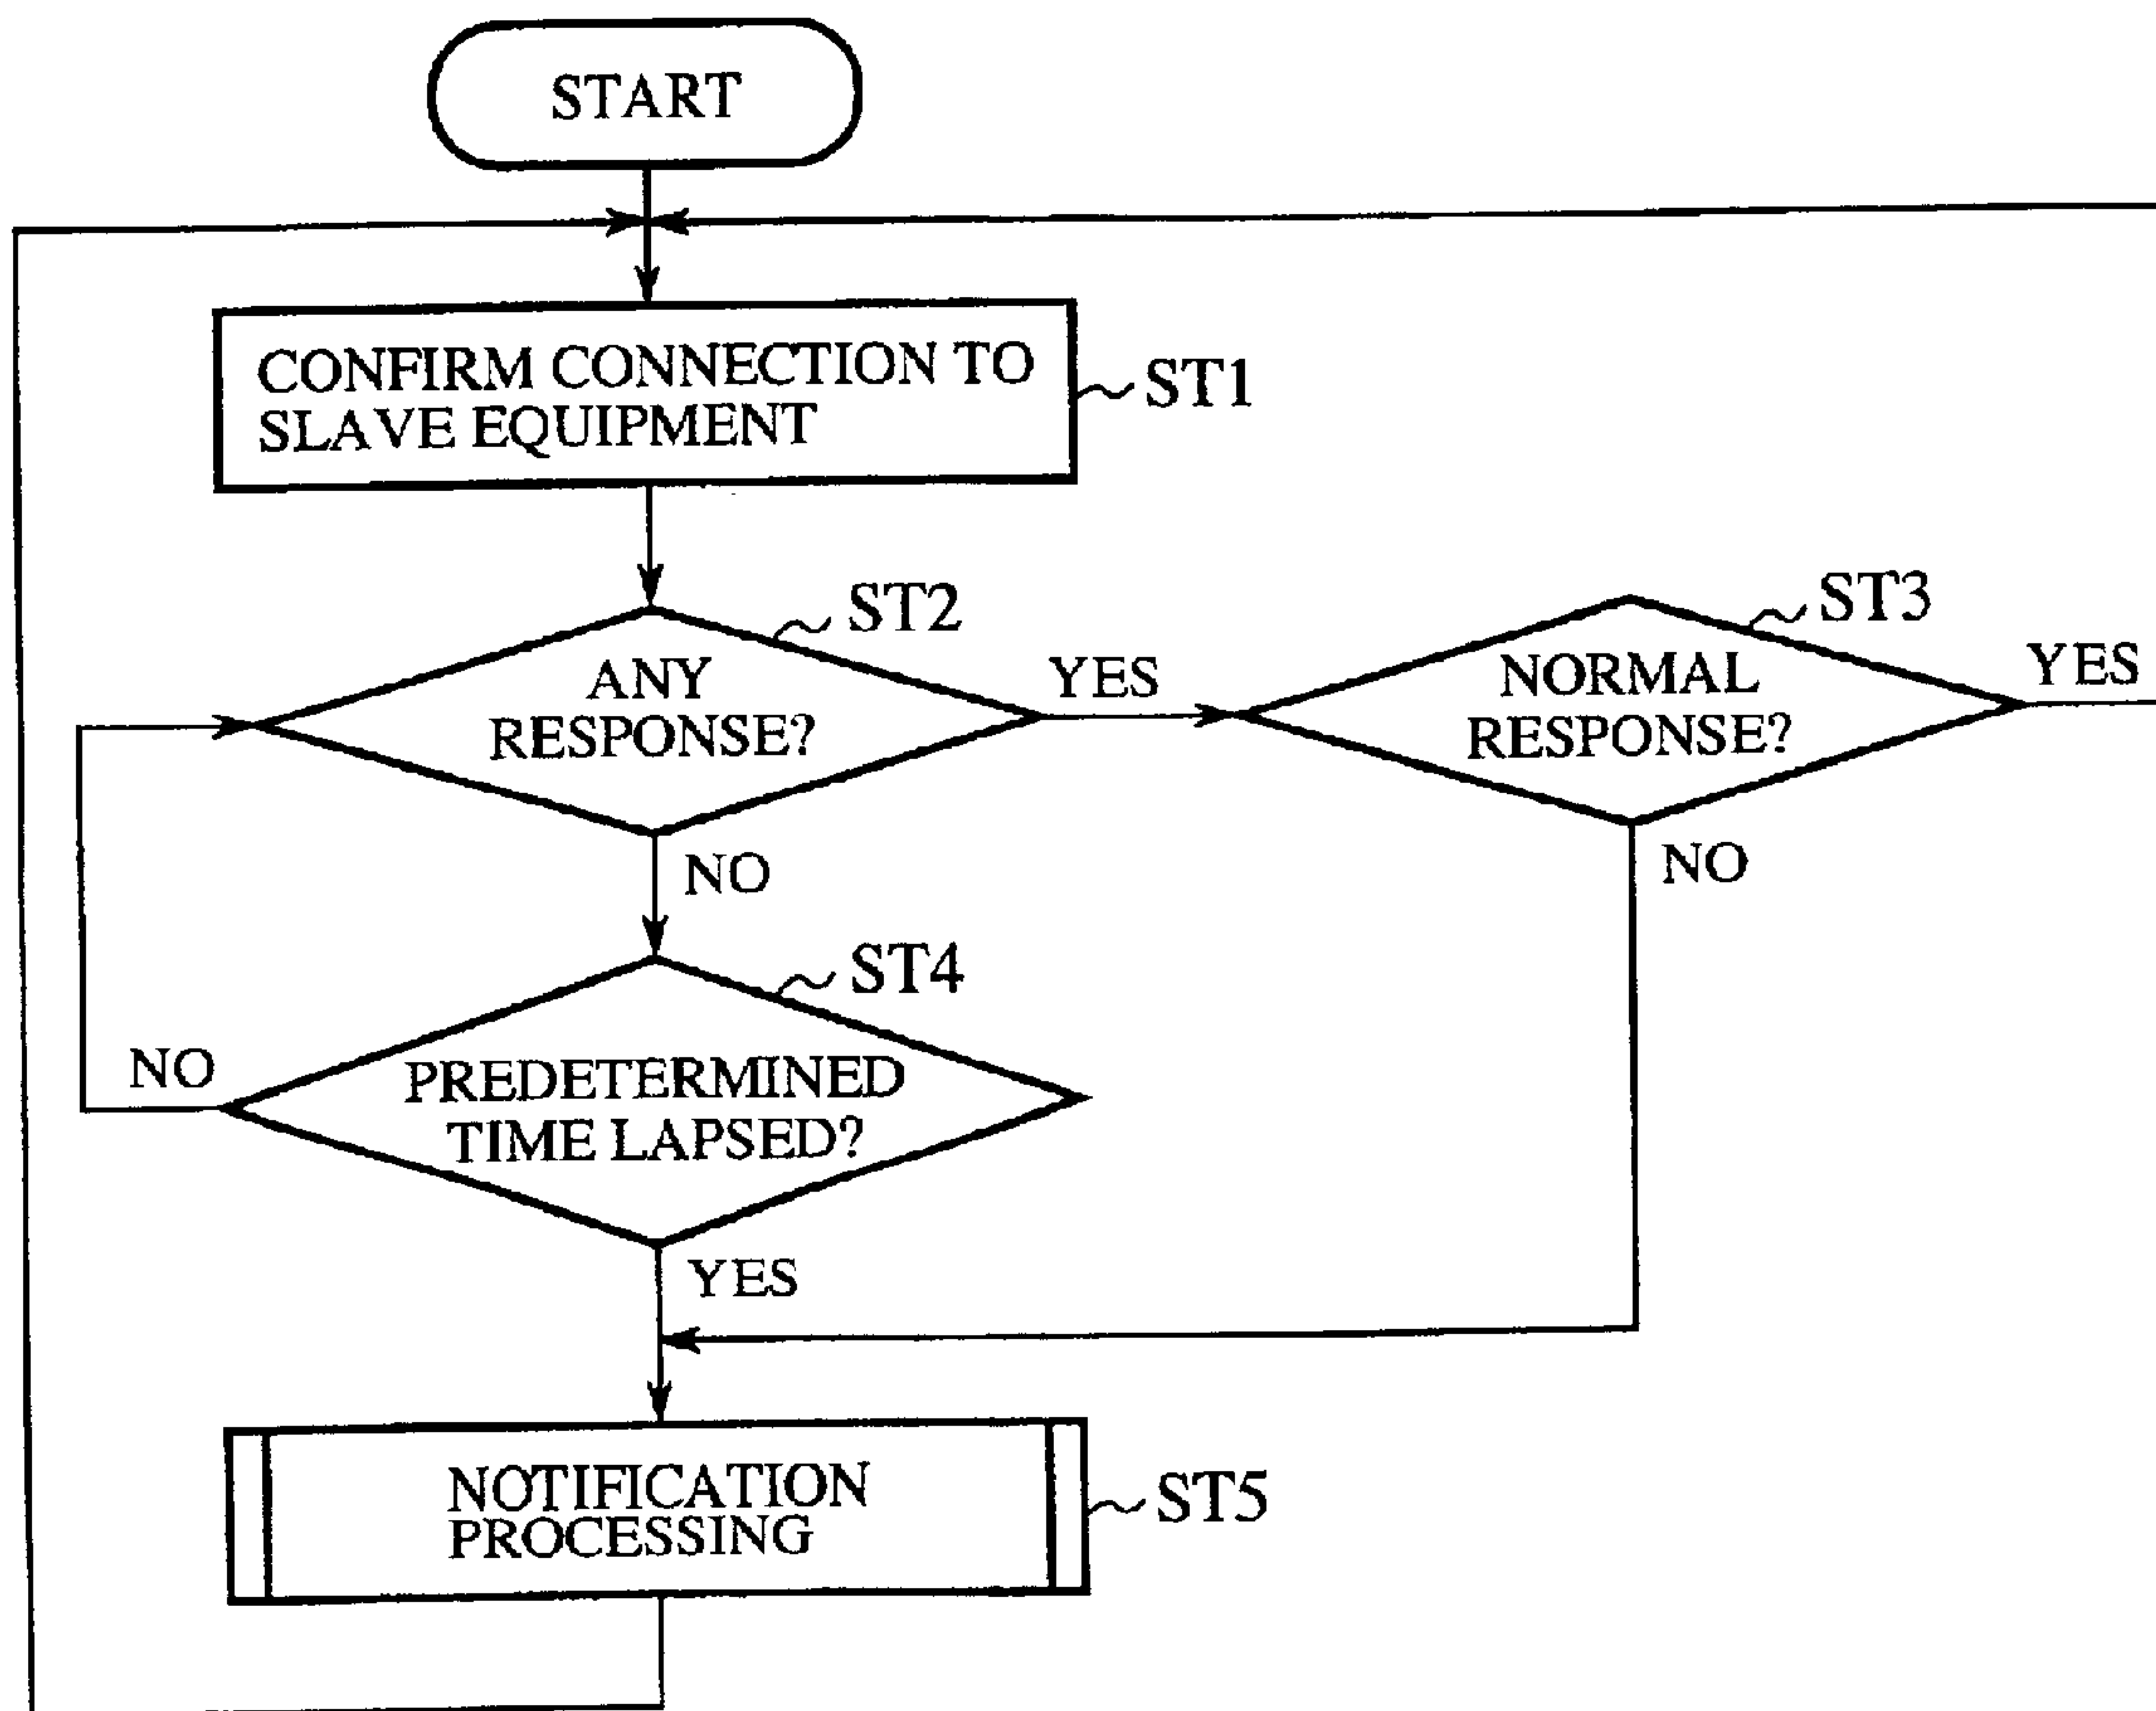 START
CONFIRM CONNECTION TO
SLAVE EQUIPMENT
ST1
ST2
ANY
RESPONSE?
YES
ST3
NORMAL
RESPONSE?
YES
NO
NO
ST4
PREDETERMINED
TIME LAPSED?
NO
YES
NOTIFICATION
PROCESSING
ST5